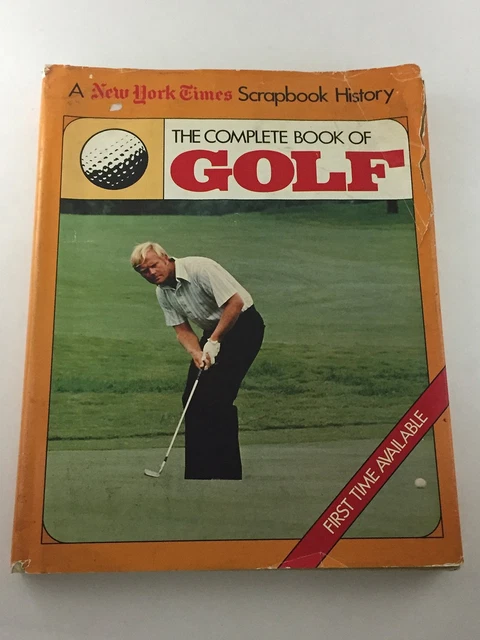 A New York Times Scrapbook History
THE COMPLETE BOOK OF
GOLF
FIRST TIME AVAILABLE